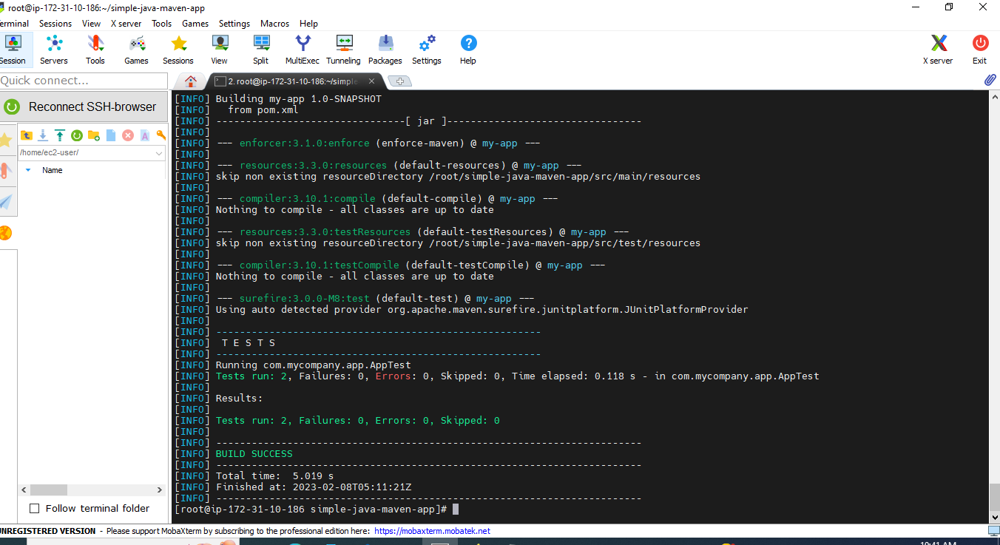 root@ip-172-31-10-186:~/simple-java-maven-app
erminal Sessions View X server Tools Games Settings Macros Help
Session Servers Tools Games Sessions View Split MultiExec Tunneling Packages Settings Help X server Exit
Quick connect...
2. root@ip-172-31-10-186:~/simple
Reconnect SSH-browser
/home/ec2-user/
Name
[INFO] Building my-app 1.0-SNAPSHOT
[INFO]   from pom.xml
[INFO] --------------------------------[ jar ]---------------------------------
[INFO]
[INFO] --- enforcer:3.1.0:enforce (enforce-maven) @ my-app ---
[INFO]
[INFO] --- resources:3.3.0:resources (default-resources) @ my-app ---
[INFO] skip non existing resourceDirectory /root/simple-java-maven-app/src/main/resources
[INFO]
[INFO] --- compiler:3.10.1:compile (default-compile) @ my-app ---
[INFO] Nothing to compile - all classes are up to date
[INFO]
[INFO] --- resources:3.3.0:testResources (default-testResources) @ my-app ---
[INFO] skip non existing resourceDirectory /root/simple-java-maven-app/src/test/resources
[INFO]
[INFO] --- compiler:3.10.1:testCompile (default-testCompile) @ my-app ---
[INFO] Nothing to compile - all classes are up to date
[INFO]
[INFO] --- surefire:3.0.0-M8:test (default-test) @ my-app ---
[INFO] Using auto detected provider org.apache.maven.surefire.junitplatform.JUnitPlatformProvider
[INFO]
[INFO] -------------------------------------------------------
[INFO]  T E S T S
[INFO] -------------------------------------------------------
[INFO] Running com.mycompany.app.AppTest
[INFO] Tests run: 2, Failures: 0, Errors: 0, Skipped: 0, Time elapsed: 0.118 s - in com.mycompany.app.AppTest
[INFO]
[INFO] Results:
[INFO]
[INFO] Tests run: 2, Failures: 0, Errors: 0, Skipped: 0
[INFO]
[INFO] ------------------------------------------------------------------------
[INFO] BUILD SUCCESS
[INFO] ------------------------------------------------------------------------
[INFO] Total time:  5.019 s
[INFO] Finished at: 2023-02-08T05:11:21Z
[INFO] ------------------------------------------------------------------------
[root@ip-172-31-10-186 simple-java-maven-app]#
Follow terminal folder
UNREGISTERED VERSION - Please support MobaXterm by subscribing to the professional edition here: https://mobaxterm.mobatek.net
10:41 AM